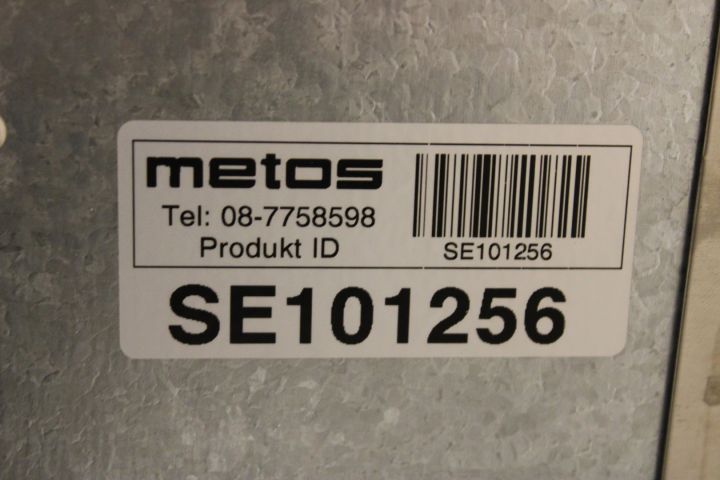 metos
Tel: 08-7758598
Produkt ID
SE101256
SE101256